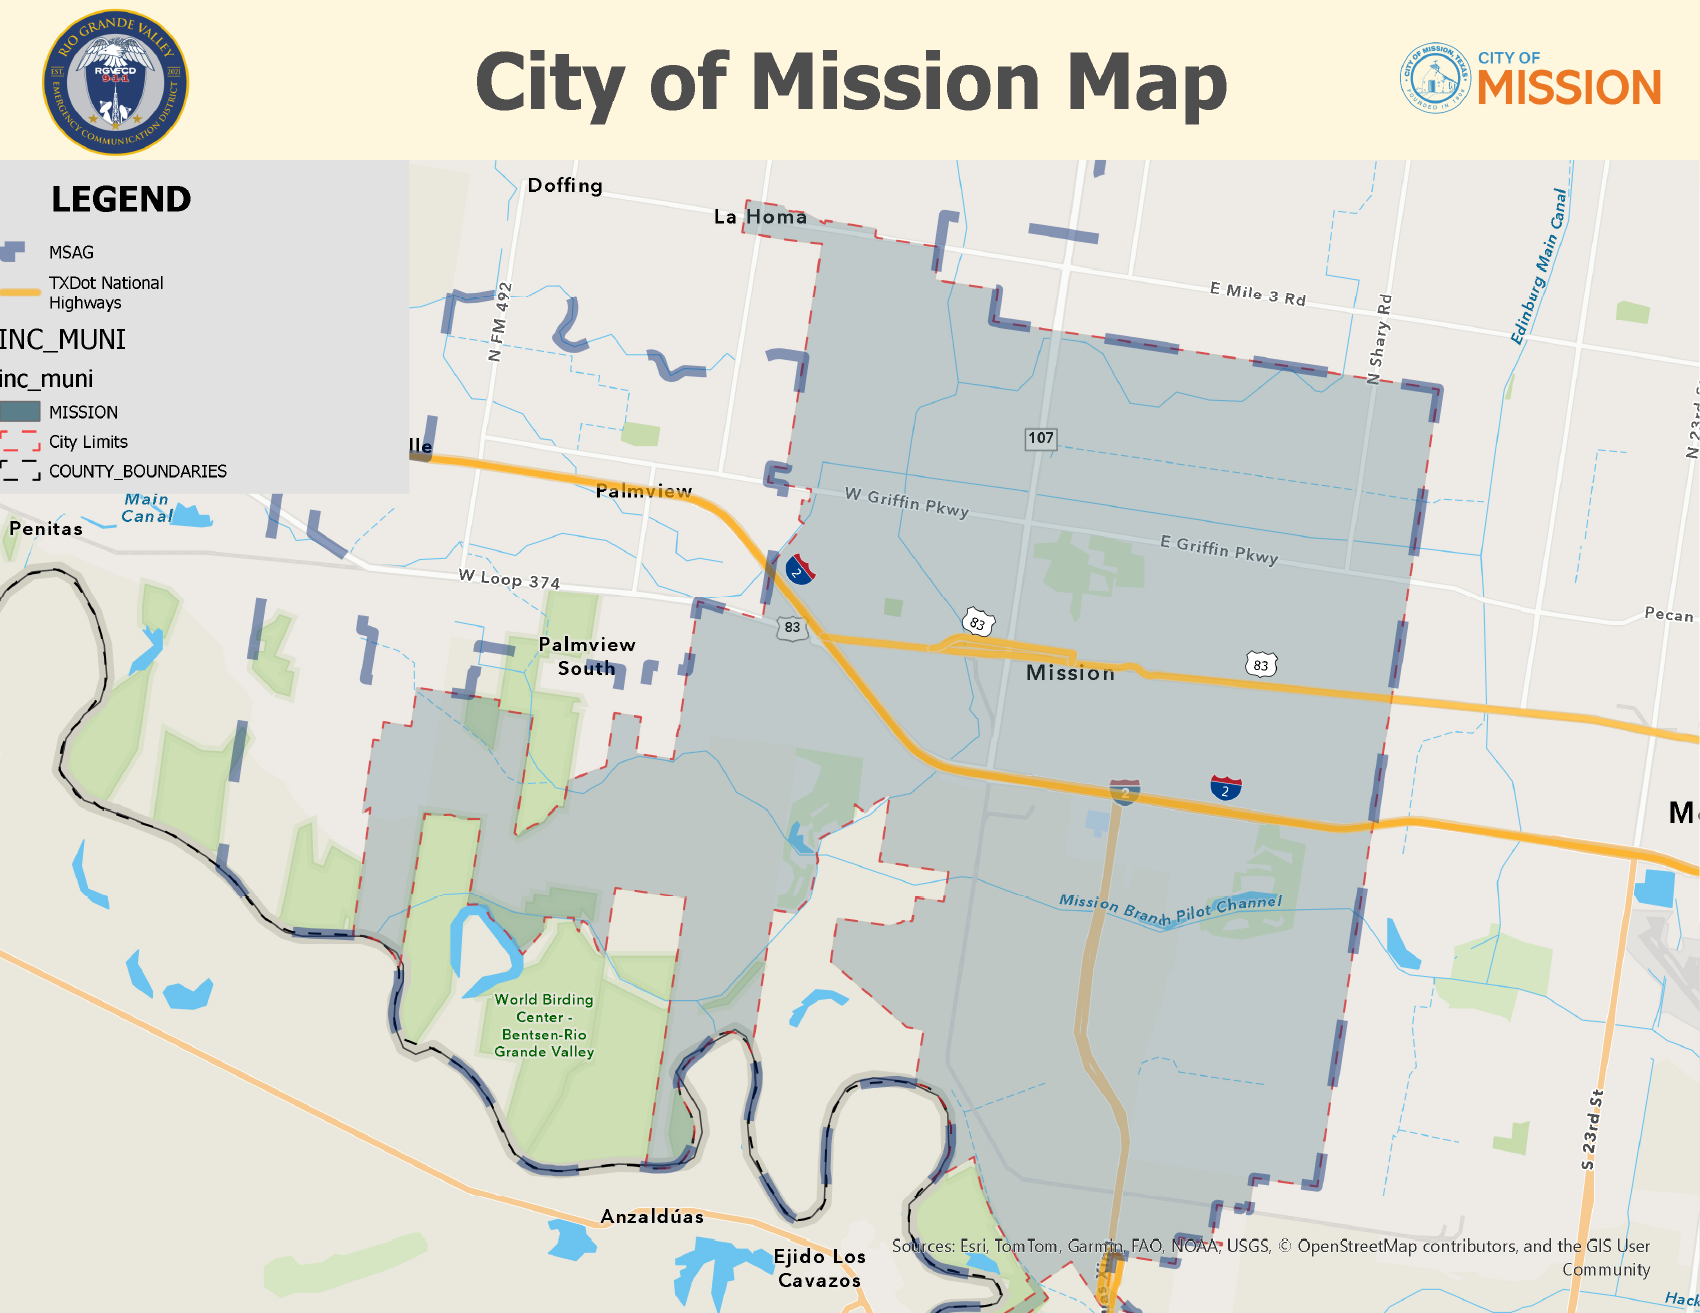 RIO GRANDE VALLEY
EST.
2021
RGVECD
911
EMERGENCY COMMUNICATION DISTRICT
City of Mission Map
CITY OF MISSION, TEXAS
FOUNDED IN 1908
CITY OF
MISSION
LEGEND
MSAG
TXDot National
Highways
INC_MUNI
inc_muni
MISSION
City Limits
COUNTY_BOUNDARIES
Doffing
La Homa
N FM 492
E Mile 3 Rd
N Shary Rd
Edinburg Main Canal
N 23rd S
lle
107
Palmview
W Griffin Pkwy
E Griffin Pkwy
Main
Canal
Penitas
W Loop 374
2
83
83
83
Pecan
Palmview
South
Mission
2
2
M
Mission Branch Pilot Channel
World Birding
Center -
Bentsen-Rio
Grande Valley
S 23rd St
Anzaldúas
Ejido Los
Cavazos
Sources: Esri, TomTom, Garmin, FAO, NOAA, USGS, © OpenStreetMap contributors, and the GIS User
Community
Hack